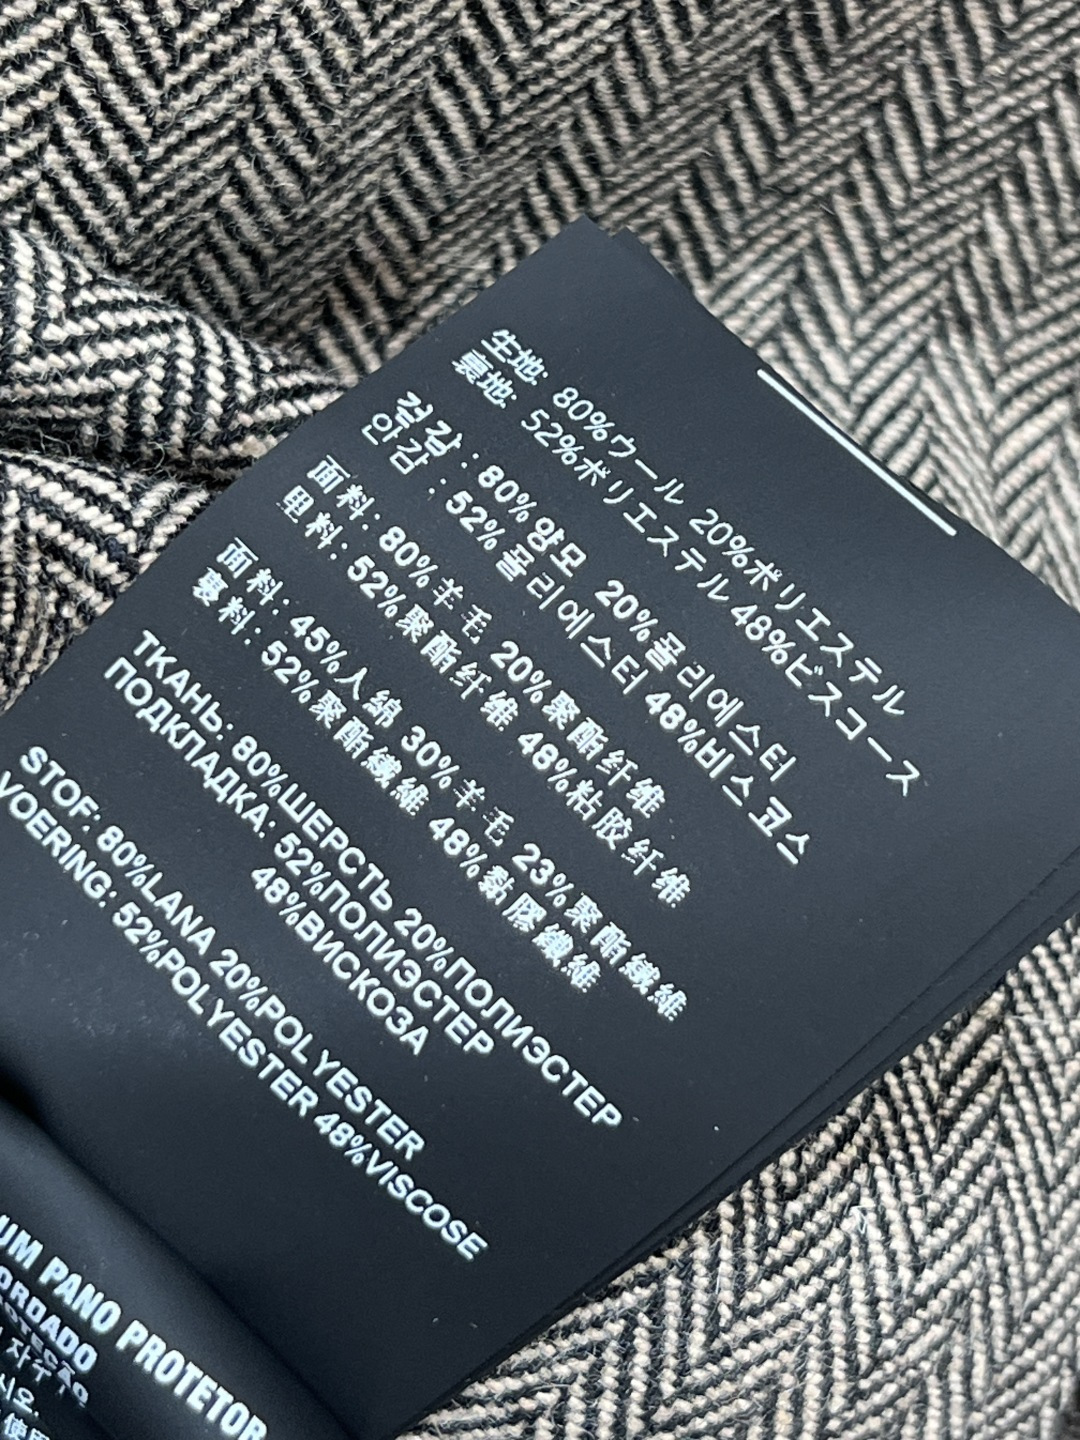 生地: 80%ウール 20%ポリエステル
裏地: 52%ポリエステル 48%ビスコース
겉감 : 80%양모 20%폴리에스터
안감 : 52%폴리에스터 48%비스코스
面料: 80%羊毛 20%聚酯纤维
里料: 52%聚酯纤维 48%粘胶纤维
面料: 45%人綿 30%羊毛 23%聚酯纖維
裏料: 52%聚酯纖維 48%黏膠纖維
ТКАНЬ: 80%ШЕРСТЬ 20%ПОЛИЭСТЕР
ПОДКЛАДКА: 52%ПОЛИЭСТЕР
48%ВИСКОЗА
STOF: 80%LANA 20%POLYESTER
VOERING: 52%POLYESTER 48%VISCOSE
UM PANO PROTETOR